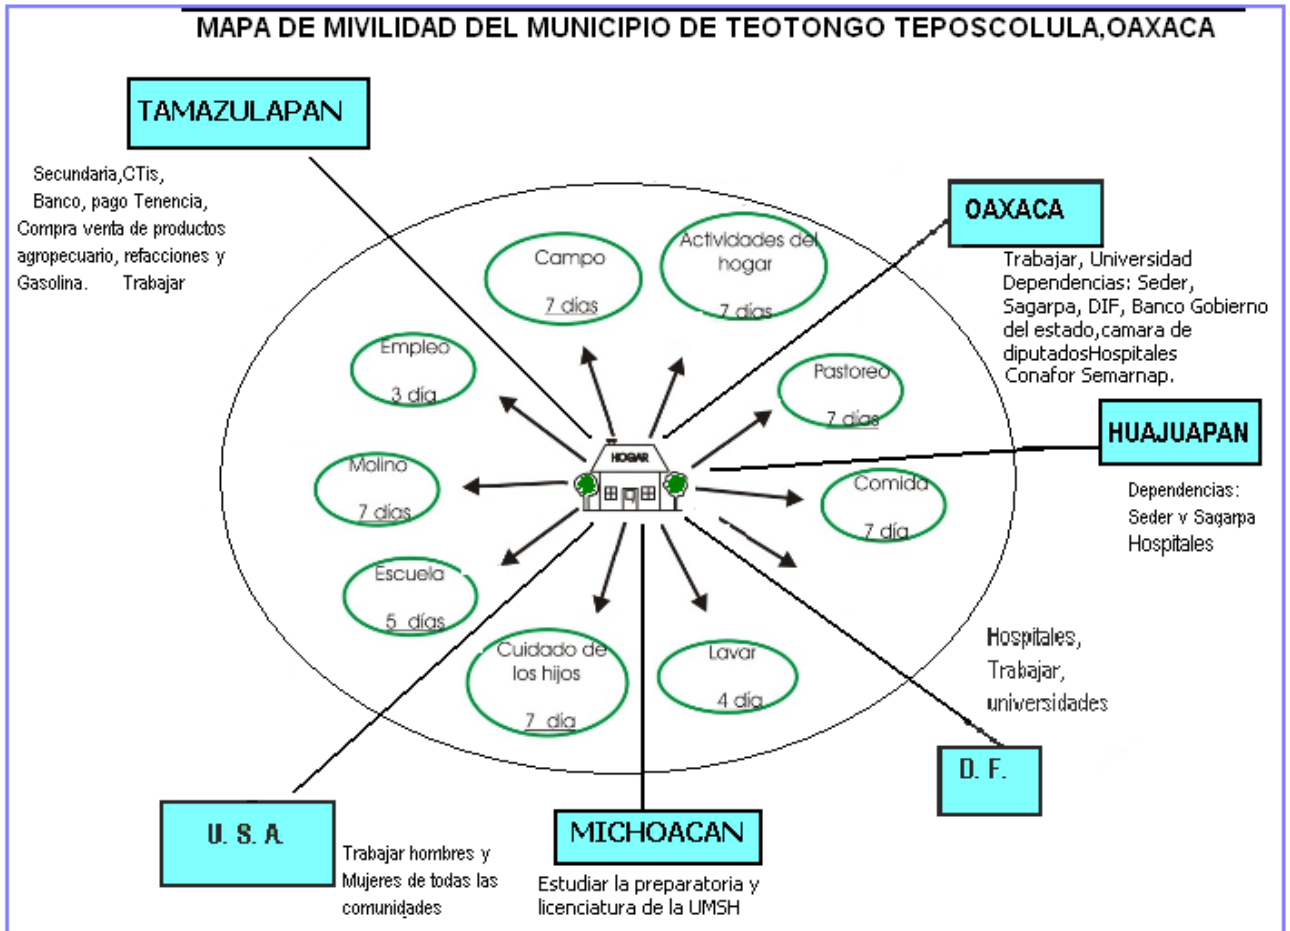 MAPA DE MIVILIDAD DEL MUNICIPIO DE TEOTONGO TEPOSCOLULA,OAXACA
TAMAZULAPAN
Secundaria,CTis,
Banco, pago Tenencia,
Compra venta de productos
agropecuario, refacciones y
Gasolina. Trabajar
OAXACA
Trabajar, Universidad
Dependencias: Seder,
Sagarpa, DIF, Banco Gobierno
del estado,camara de
diputadosHospitales
Conafor Semarnap.
Campo
7 días
Actividades del
hogar
7 días
Empleo
3 día
Pastoreo
7 días
HUAJUAPAN
Dependencias:
Seder v Sagarpa
Hospitales
HOGAR
Molino
7 días
Comida
7 día
Escuela
5 días
Cuidado de
los hijos
7 día
Lavar
4 día
Hospitales,
Trabajar,
universidades
D. F.
U. S. A.
Trabajar hombres y
Mujeres de todas las
comunidades
MICHOACAN
Estudiar la preparatoria y
licenciatura de la UMSH